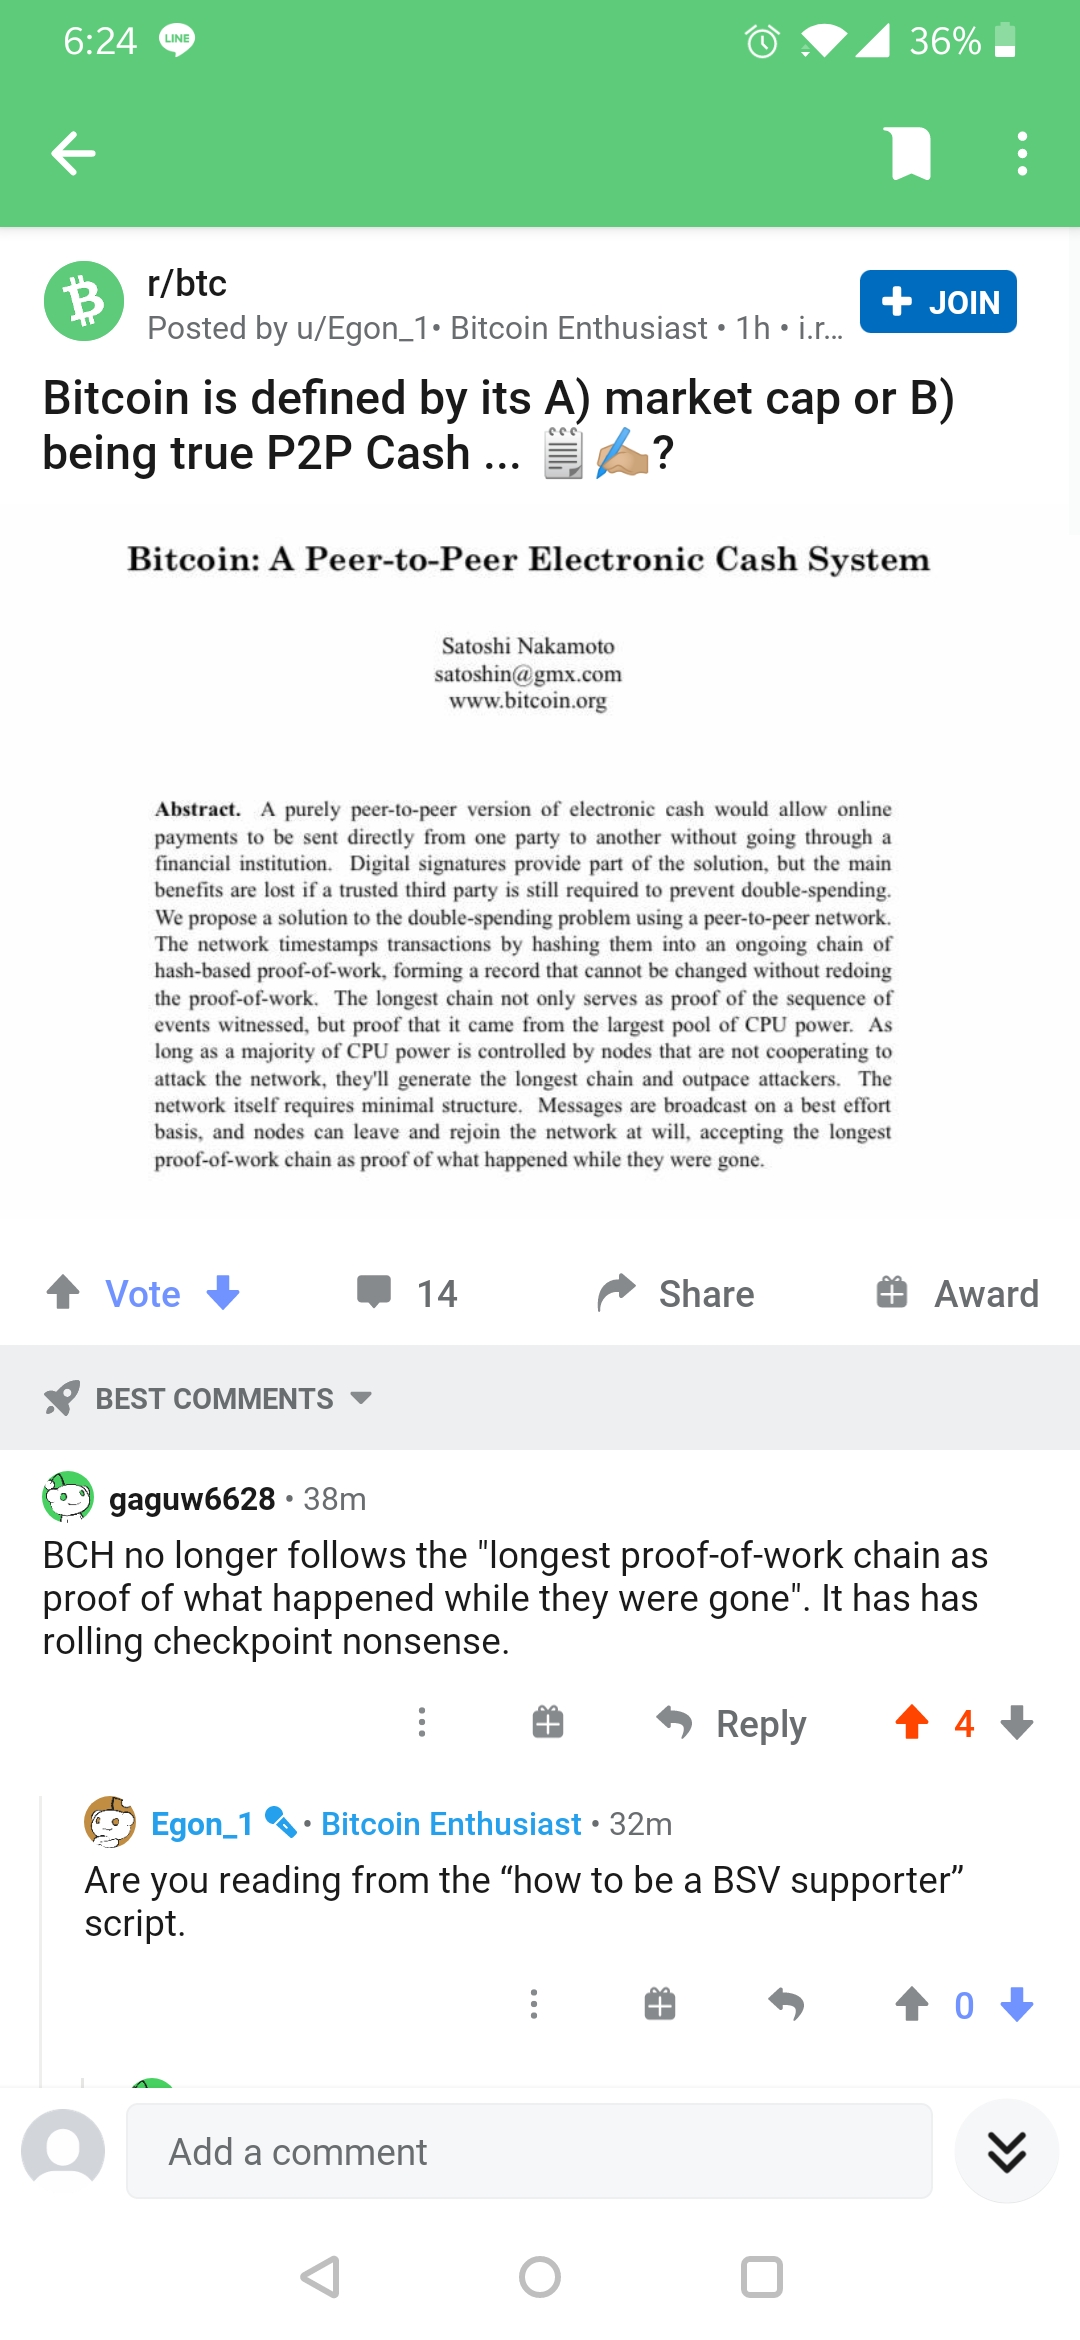 6:24 LINE 36%
r/btc
Posted by u/Egon_1• Bitcoin Enthusiast • 1h • i.r...
JOIN
Bitcoin is defined by its A) market cap or B)
being true P2P Cash ... 🗒️✍🏼?
Bitcoin: A Peer-to-Peer Electronic Cash System
Satoshi Nakamoto
satoshin@gmx.com
www.bitcoin.org
Abstract. A purely peer-to-peer version of electronic cash would allow online
payments to be sent directly from one party to another without going through a
financial institution. Digital signatures provide part of the solution, but the main
benefits are lost if a trusted third party is still required to prevent double-spending.
We propose a solution to the double-spending problem using a peer-to-peer network.
The network timestamps transactions by hashing them into an ongoing chain of
hash-based proof-of-work, forming a record that cannot be changed without redoing
the proof-of-work. The longest chain not only serves as proof of the sequence of
events witnessed, but proof that it came from the largest pool of CPU power. As
long as a majority of CPU power is controlled by nodes that are not cooperating to
attack the network, they'll generate the longest chain and outpace attackers. The
network itself requires minimal structure. Messages are broadcast on a best effort
basis, and nodes can leave and rejoin the network at will, accepting the longest
proof-of-work chain as proof of what happened while they were gone.
Vote 14 Share Award
BEST COMMENTS
gaguw6628 • 38m
BCH no longer follows the "longest proof-of-work chain as
proof of what happened while they were gone". It has has
rolling checkpoint nonsense.
Reply 4
Egon_1 • Bitcoin Enthusiast • 32m
Are you reading from the “how to be a BSV supporter”
script.
0
Add a comment